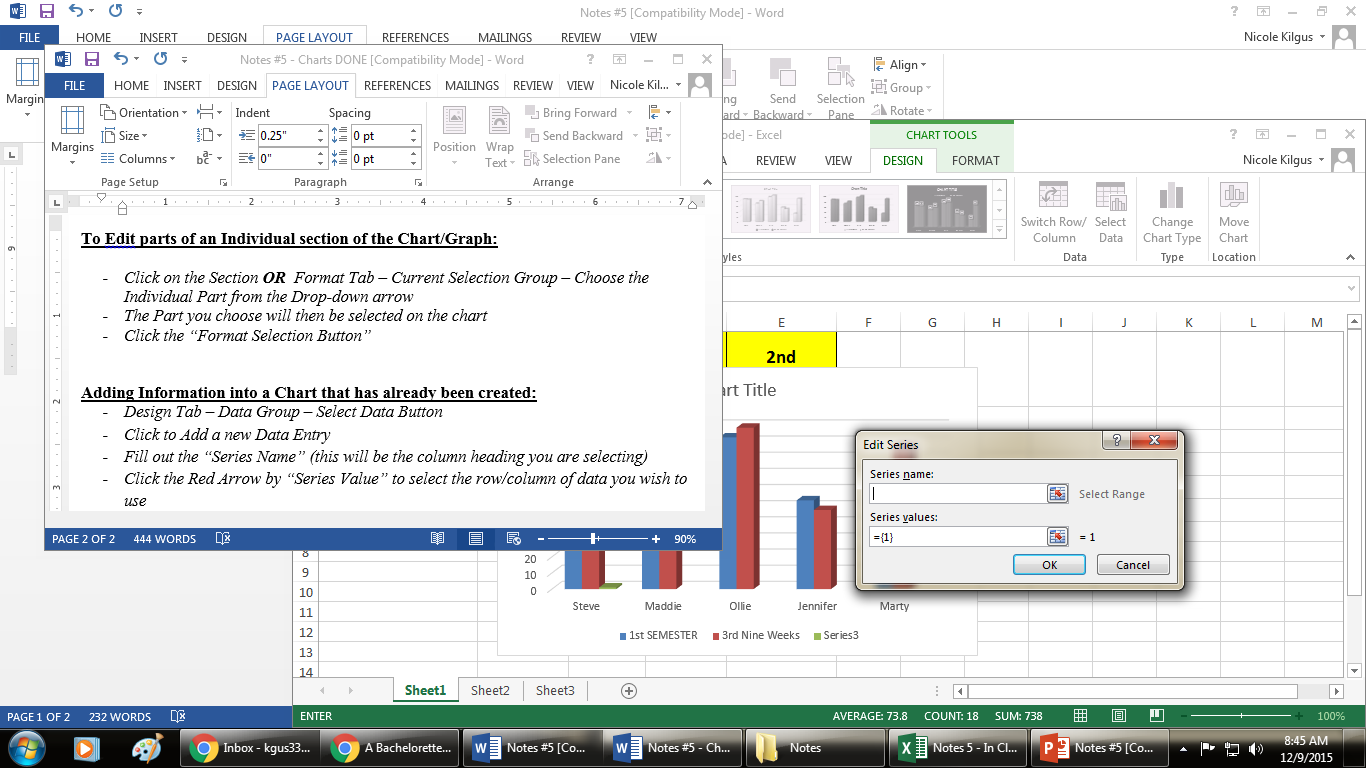 Notes #5 [Compatibility Mode] - Word
FILE HOME INSERT DESIGN PAGE LAYOUT REFERENCES MAILINGS REVIEW VIEW
Nicole Kilgus
Margin
Send
Backward
Selection
Pane
Align
Group
Rotate
Notes #5 - Charts DONE [Compatibility Mode] - Word
FILE HOME INSERT DESIGN PAGE LAYOUT REFERENCES MAILINGS REVIEW VIEW Nicole Kil...
Margins
Orientation
Size
Columns
Page Setup
Indent
0.25"
0"
Spacing
0 pt
0 pt
Paragraph
Position
Wrap
Text
Bring Forward
Send Backward
Selection Pane
Arrange
1 2 3 4 5 6 7
To Edit parts of an Individual section of the Chart/Graph:
- Click on the Section OR Format Tab – Current Selection Group – Choose the
Individual Part from the Drop-down arrow
- The Part you choose will then be selected on the chart
- Click the “Format Selection Button”
Adding Information into a Chart that has already been created:
- Design Tab – Data Group – Select Data Button
- Click to Add a new Data Entry
- Fill out the “Series Name” (this will be the column heading you are selecting)
- Click the Red Arrow by “Series Value” to select the row/column of data you wish to
use
PAGE 2 OF 2 444 WORDS 90%
ode] - Excel
CHART TOOLS
REVIEW VIEW DESIGN FORMAT
Nicole Kilgus
Switch Row/
Column
Select
Data
Data
Change
Chart Type
Type
Move
Chart
Location
yles
E F G H I J K L M
2nd
art Title
Edit Series
Series name:
Select Range
Series values:
={1}
= 1
OK Cancel
20
10
0
Steve Maddie Ollie Jennifer Marty
1st SEMESTER 3rd Nine Weeks Series3
8
9
10
11
12
13
14
Sheet1 Sheet2 Sheet3
ENTER AVERAGE: 73.8 COUNT: 18 SUM: 738 100%
PAGE 1 OF 2 232 WORDS
Inbox - kgus33...
A Bachelorette...
Notes #5 [Co...
Notes #5 - Ch...
Notes
Notes 5 - In Cl...
Notes #5 [Co...
8:45 AM
12/9/2015